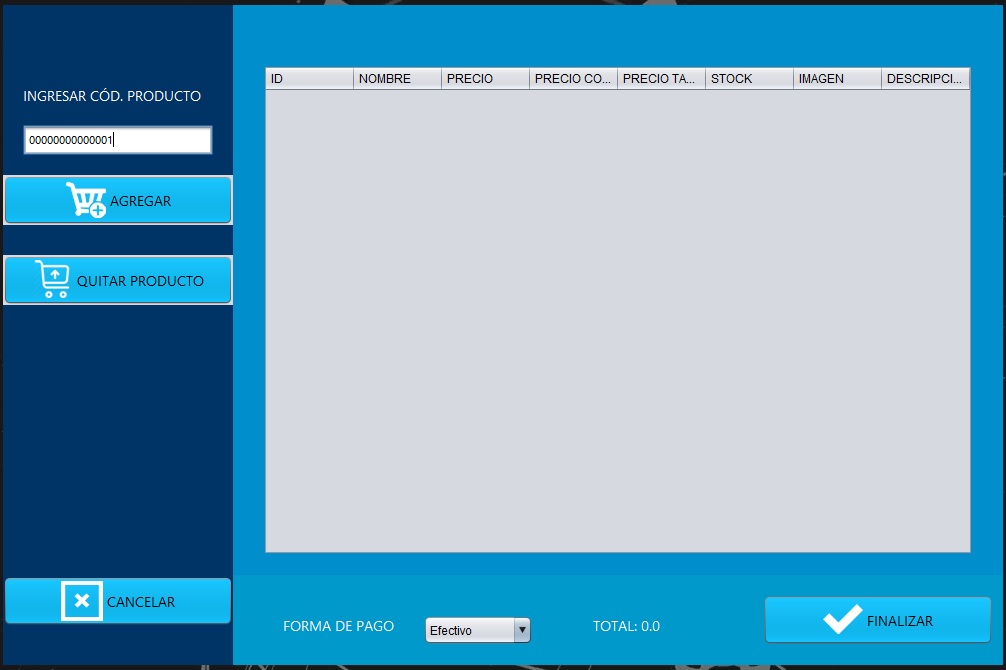 INGRESAR CÓD. PRODUCTO
00000000000001
AGREGAR
QUITAR PRODUCTO
CANCELAR
ID NOMBRE PRECIO PRECIO CO... PRECIO TA... STOCK IMAGEN DESCRIPCI...
FORMA DE PAGO Efectivo TOTAL: 0.0 FINALIZAR